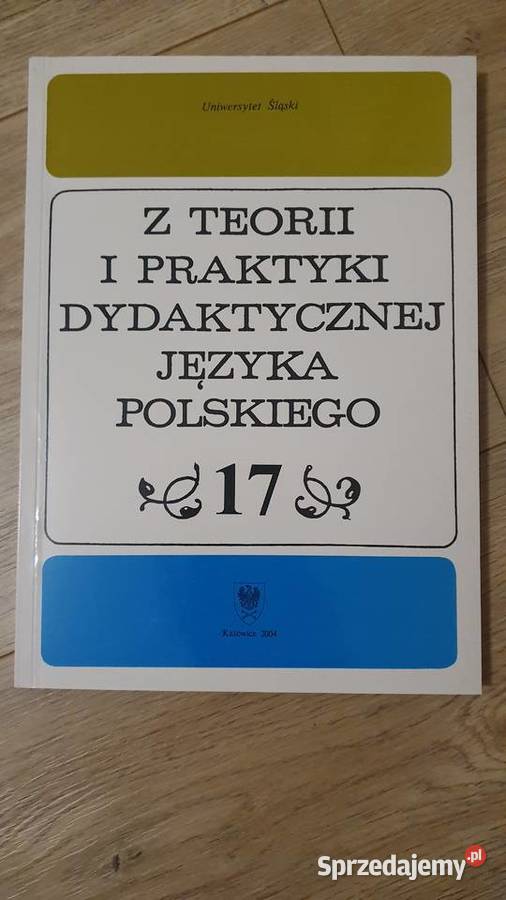 Uniwersytet Śląski
Z TEORII
I PRAKTYKI
DYDAKTYCZNEJ
JĘZYKA
POLSKIEGO
17
Katowice 2004
Sprzedajemy.pl